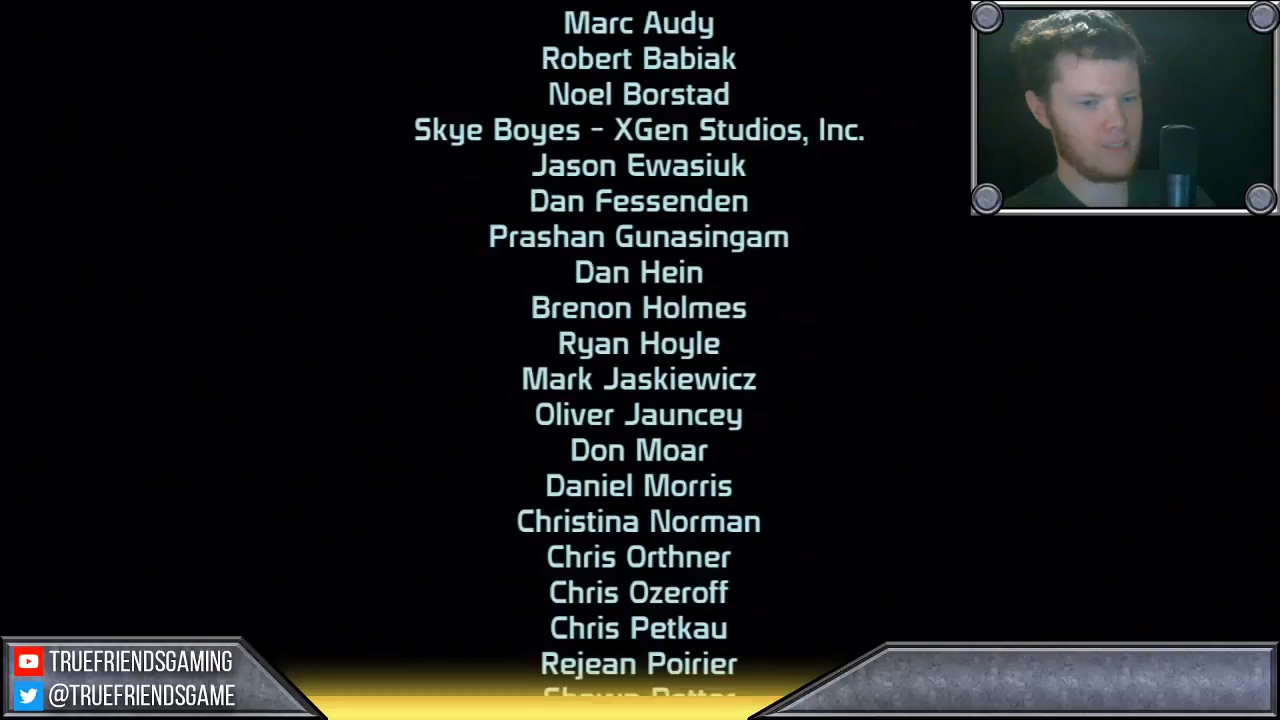 Marc Audy
Robert Babiak
Noel Borstad
Skye Boyes - XGen Studios, Inc.
Jason Ewasiuk
Dan Fessenden
Prashan Gunasingam
Dan Hein
Brenon Holmes
Ryan Hoyle
Mark Jaskiewicz
Oliver Jauncey
Don Moar
Daniel Morris
Christina Norman
Chris Orthner
Chris Ozeroff
Chris Petkau
Rejean Poirier
TRUEFRIENDSGAMING
@TRUEFRIENDSGAME